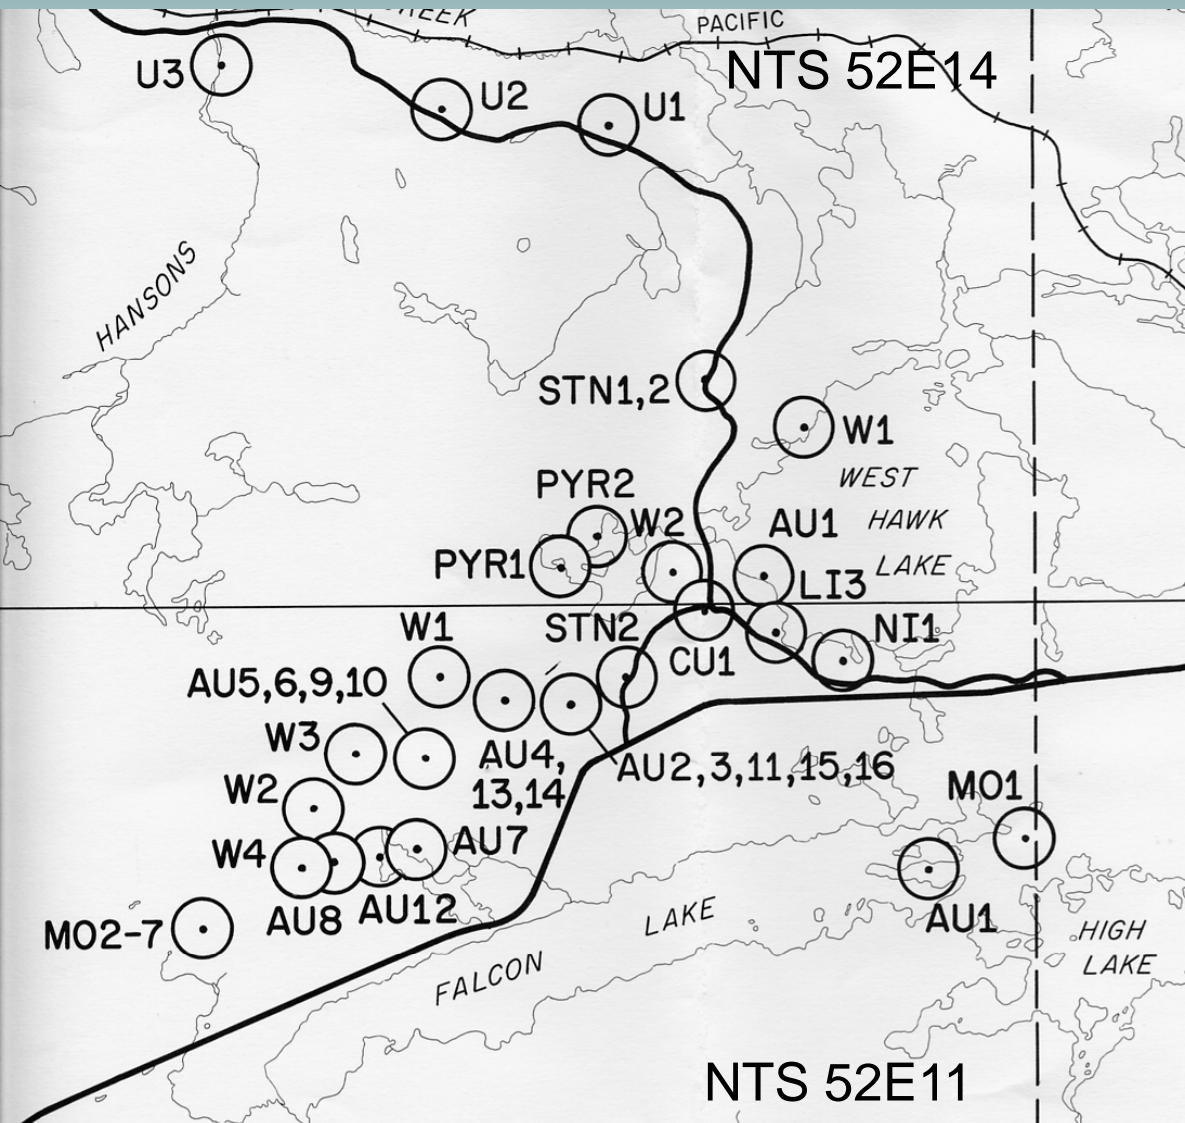 PACIFIC
NTS 52E14
U3
U2
U1
HANSONS
STN1,2
W1
WEST
HAWK
LAKE
PYR2
W2
AU1
PYR1
LI3
W1
STN2
NI1
CU1
AU5,6,9,10
W3
AU4,
13,14
AU2,3,11,15,16
W2
MO1
W4
AU7
AU8
AU12
MO2-7
AU1
LAKE
HIGH
LAKE
FALCON
NTS 52E11